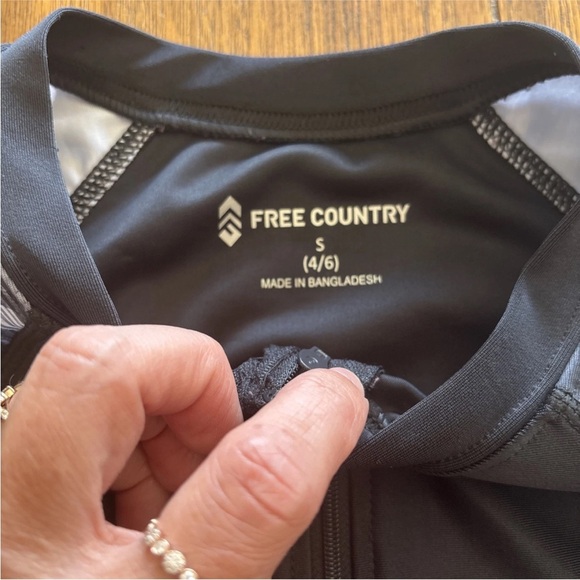 FREE COUNTRY
S
(4/6)
MADE IN BANGLADESH